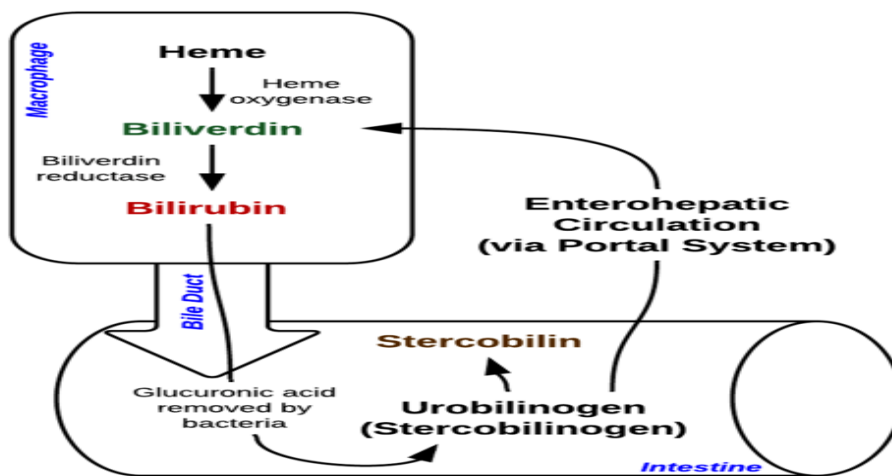 Macrophage
Heme
Heme
oxygenase
Biliverdin
Biliverdin
reductase
Bilirubin
Enterohepatic
Circulation
(via Portal System)
Bile Duct
Stercobilin
Glucuronic acid
removed by
bacteria
Urobilinogen
(Stercobilinogen)
Intestine